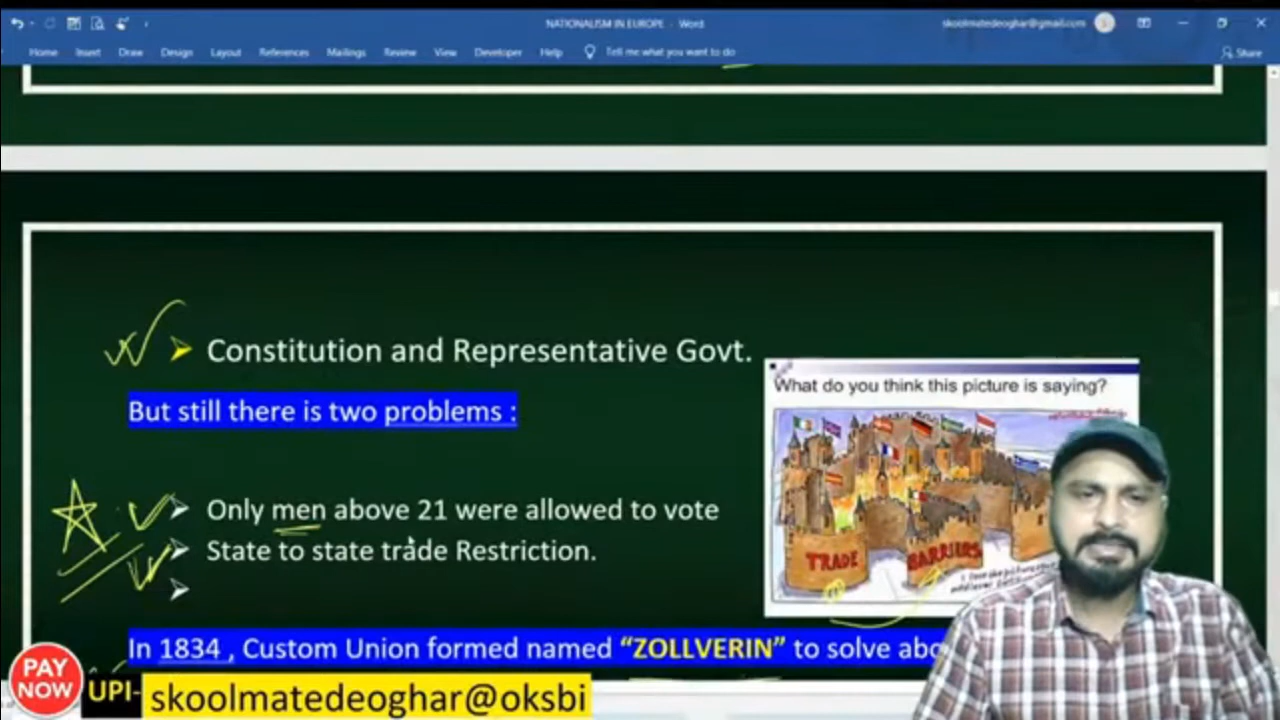 NATIONALISM IN EUROPE - Word
skoolmatedeoghar@gmail.com
Home Insert Draw Design Layout References Mailings Review View Developer Help Tell me what you want to do
Share
Constitution and Representative Govt.
But still there is two problems :
What do you think this picture is saying?
Only men above 21 were allowed to vote
State to state trade Restriction.
TRADE
BARRIERS
In 1834 , Custom Union formed named “ZOLLVERIN” to solve
PAY
NOW
UPI-
skoolmatedeoghar@oksbi